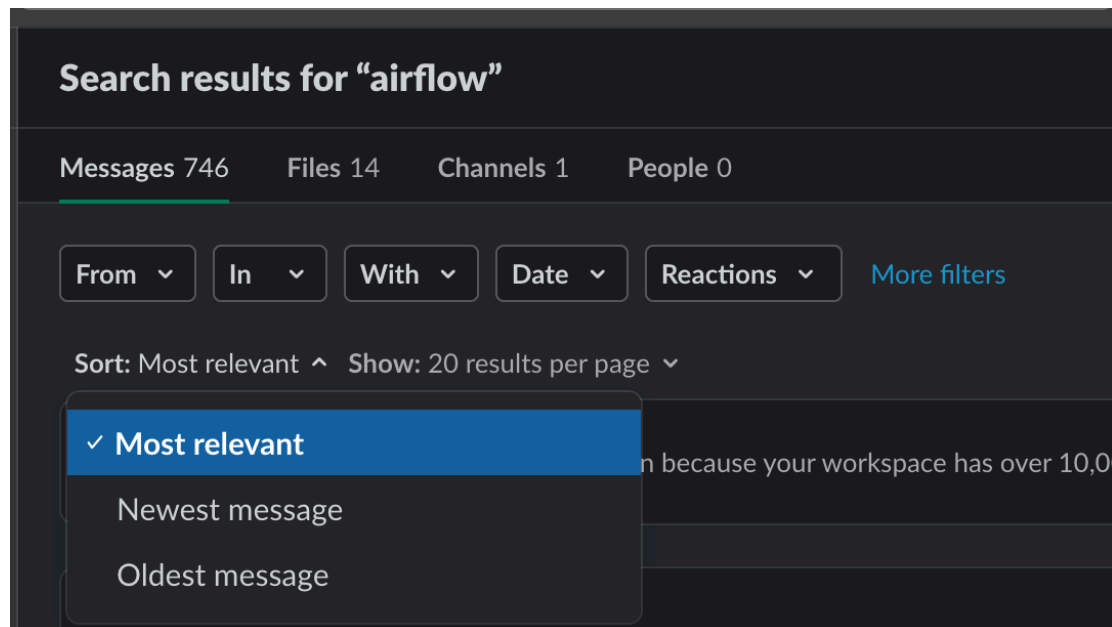 Search results for “airflow”
Messages 746 Files 14 Channels 1 People 0
From In With Date Reactions More filters
Sort: Most relevant Show: 20 results per page
✓ Most relevant
because your workspace has over 10,0
Newest message
Oldest message